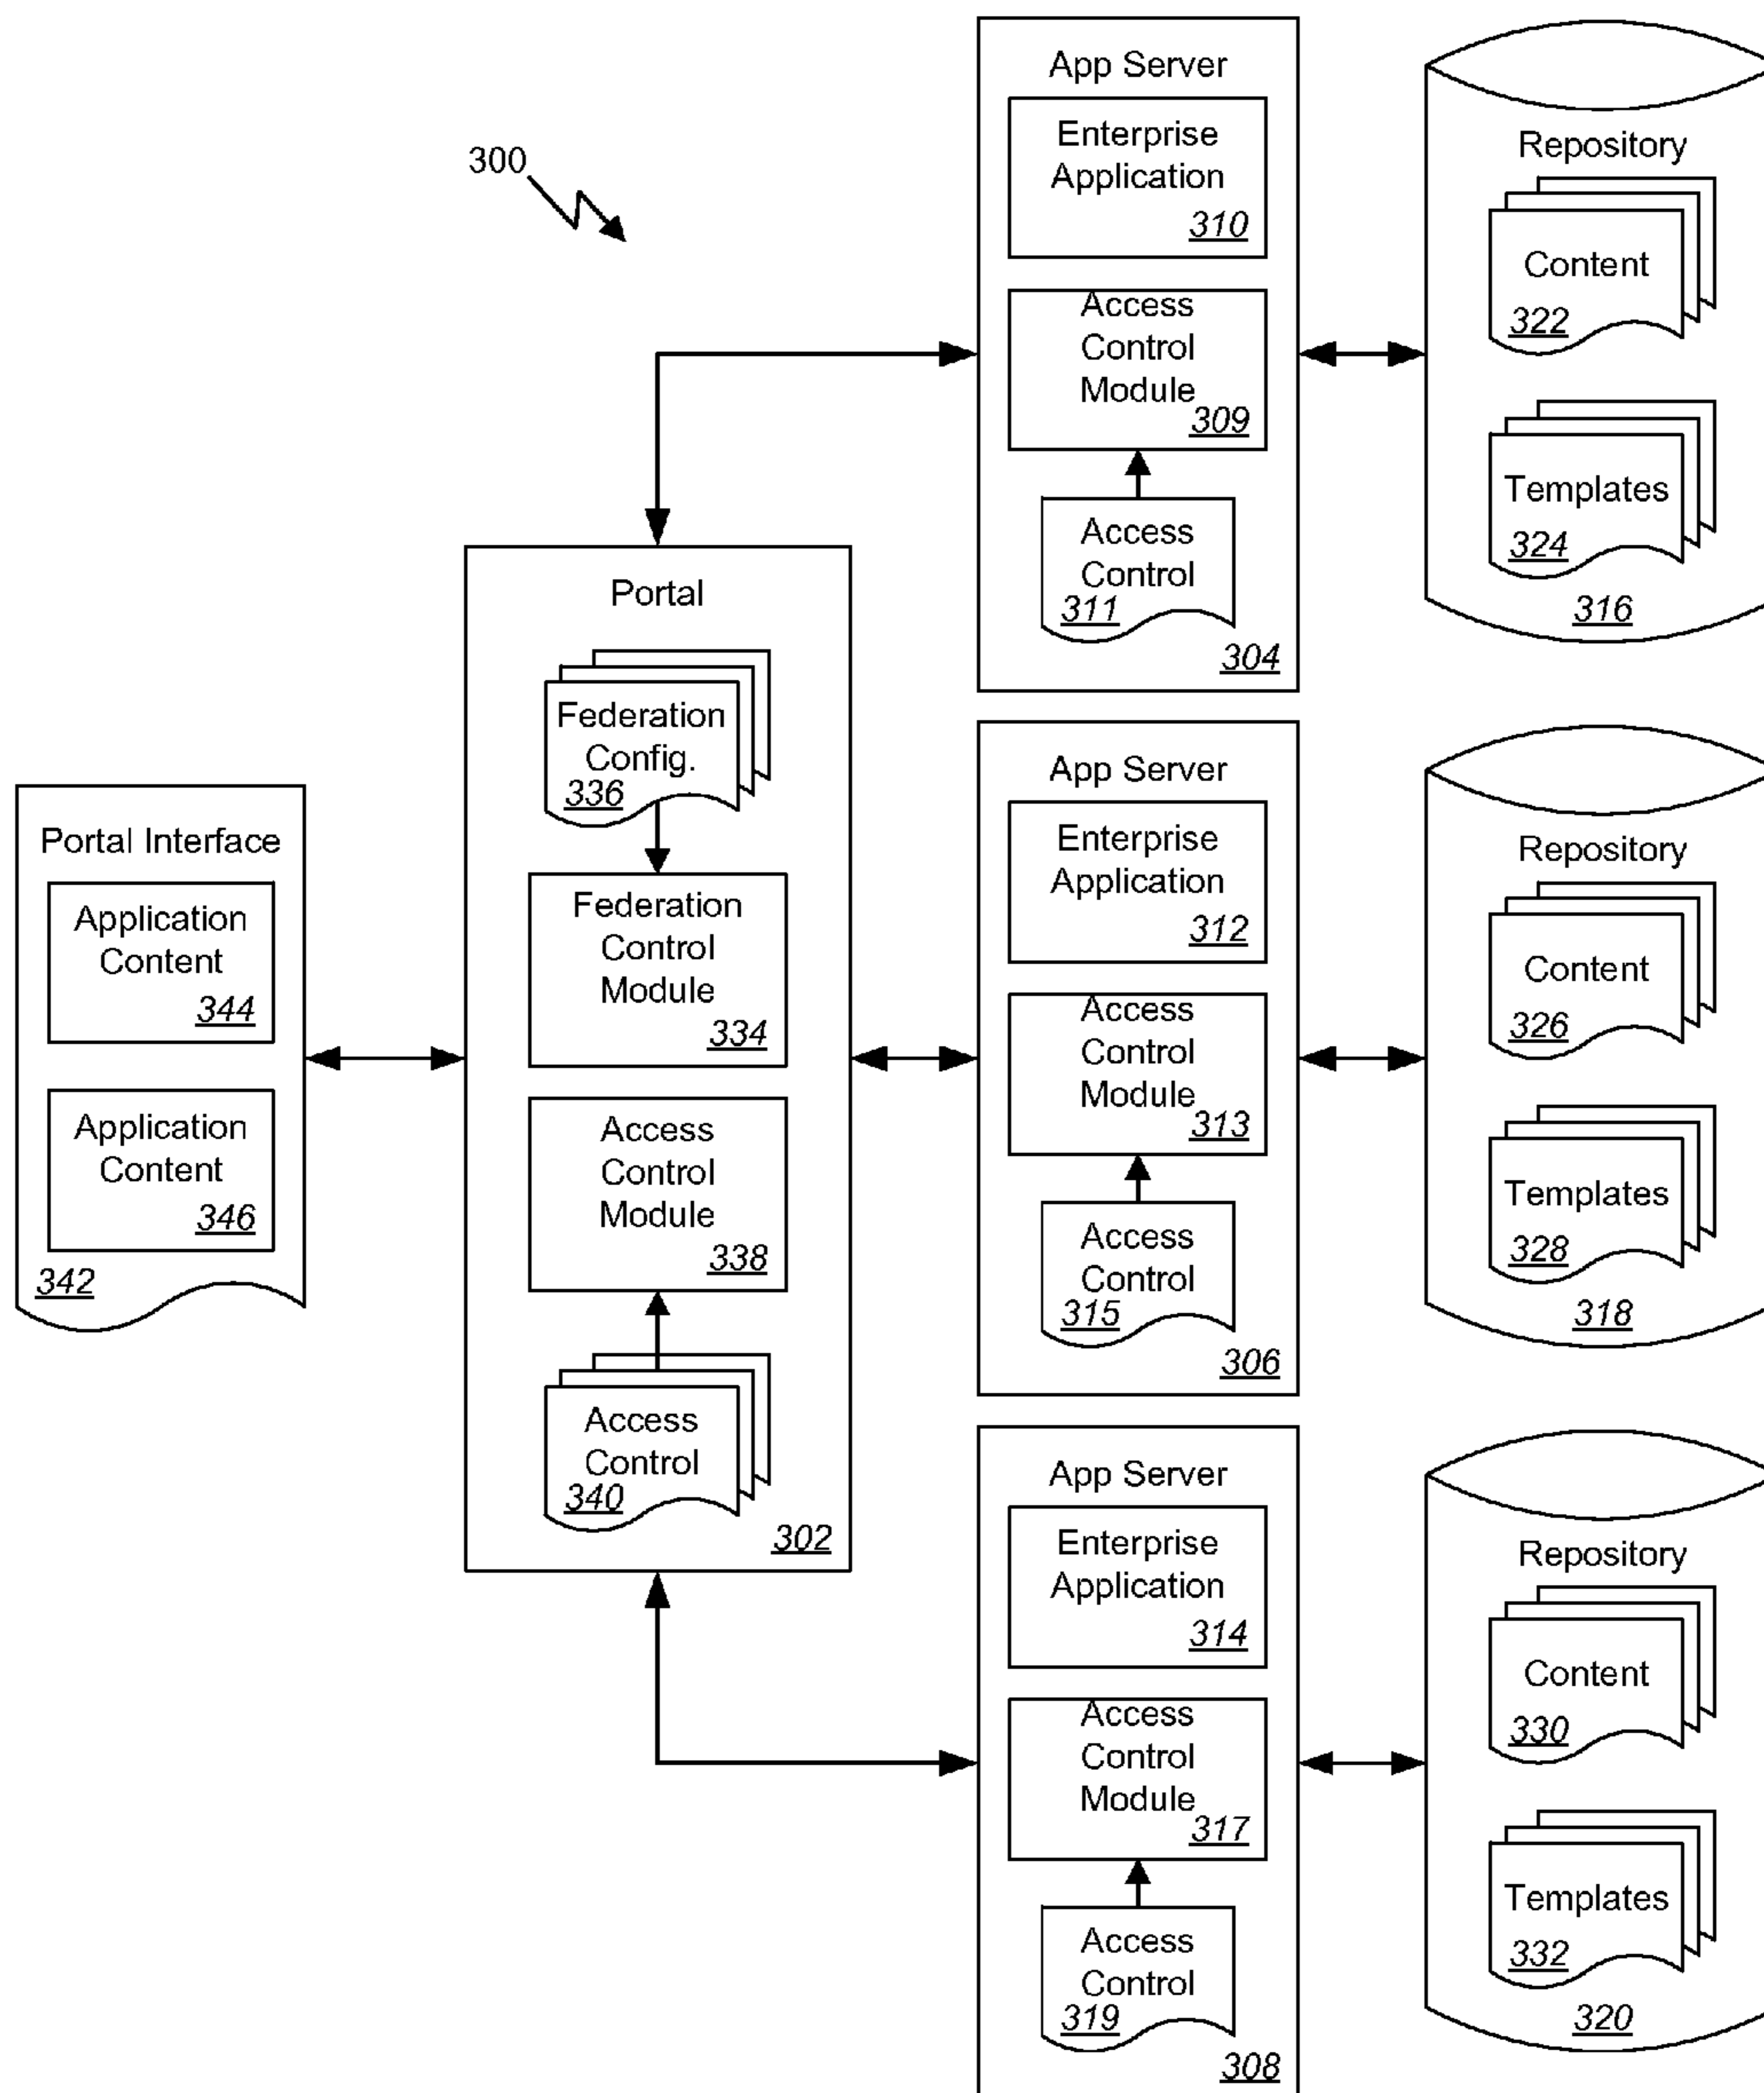 300
App Server
Enterprise
Application
310
Access
Control
Module
309
Access
Control
311
304
Repository
Content
322
Templates
324
316
Portal
Federation
Config.
336
Federation
Control
Module
334
Access
Control
Module
338
Access
Control
340
302
Portal Interface
Application
Content
344
Application
Content
346
342
App Server
Enterprise
Application
312
Access
Control
Module
313
Access
Control
315
306
Repository
Content
326
Templates
328
318
App Server
Enterprise
Application
314
Access
Control
Module
317
Access
Control
319
308
Repository
Content
330
Templates
332
320